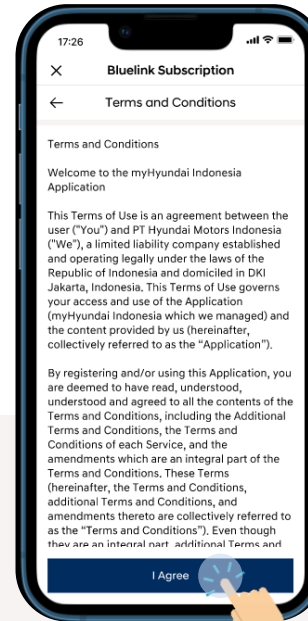 17:26
Bluelink Subscription
Terms and Conditions
Terms and Conditions
Welcome to the myHyundai Indonesia
Application
This Terms of Use is an agreement between the
user ("You") and PT Hyundai Motors Indonesia
("We"), a limited liability company established
and operating legally under the laws of the
Republic of Indonesia and domiciled in DKI
Jakarta, Indonesia. This Terms of Use governs
your access and use of the Application
(myHyundai Indonesia which we managed) and
the content provided by us (hereinafter,
collectively referred to as the “Application”).
By registering and/or using this Application, you
are deemed to have read, understood,
understood and agreed to all the contents of the
Terms and Conditions, including the Additional
Terms and Conditions, the Terms and
Conditions of each Service, and the
amendments which are an integral part of the
Terms and Conditions. These Terms
(hereinafter, the Terms and Conditions,
additional Terms and Conditions, and
amendments thereto are collectively referred to
as the “Terms and Conditions”). Even though
they are an integral part, additional Terms and
I Agree